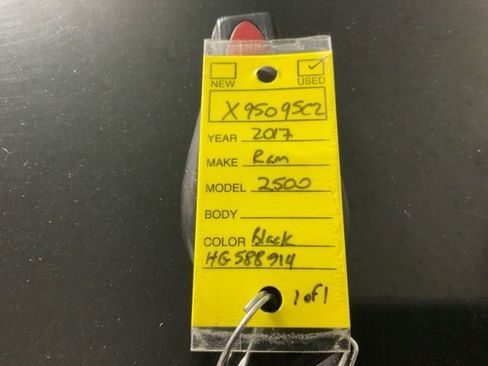 NEW USED
X9509SC2
YEAR 2017
MAKE Ram
MODEL 2500
BODY
COLOR Black
HG588914
1 of 1